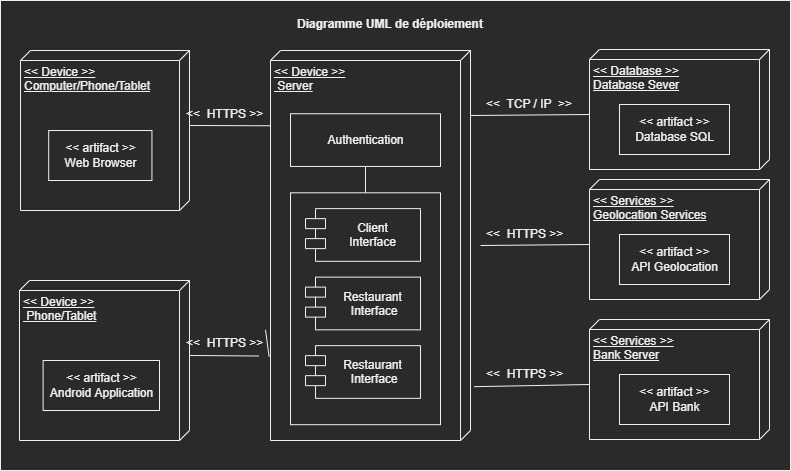 Diagramme UML de déploiement
<< Device >>
Computer/Phone/Tablet
<< artifact >>
Web Browser
<< HTTPS >>
<< Device >>
Phone/Tablet
<< artifact >>
Android Application
<< HTTPS >>
<< Device >>
Server
Authentication
Client
Interface
Restaurant
Interface
Restaurant
Interface
<< TCP / IP >>
<< Database >>
Database Sever
<< artifact >>
Database SQL
<< HTTPS >>
<< Services >>
Geolocation Services
<< artifact >>
API Geolocation
<< HTTPS >>
<< Services >>
Bank Server
<< artifact >>
API Bank